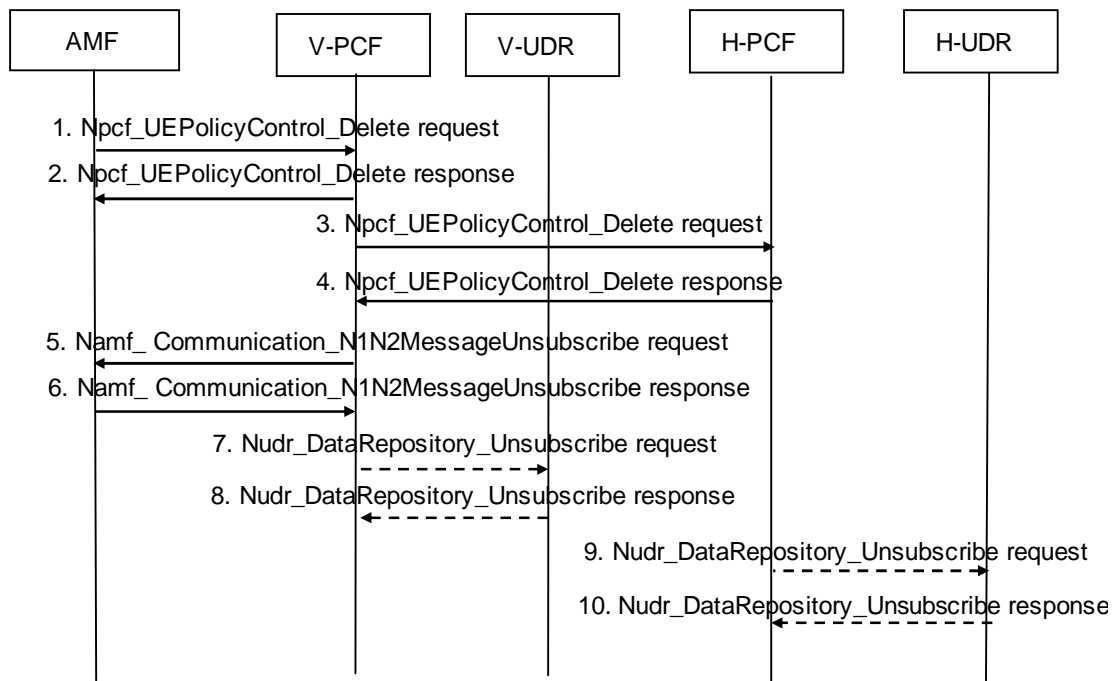 AMF
V-PCF
V-UDR
H-PCF
H-UDR
1. Npcf_UEPolicyControl_Delete request
2. Npcf_UEPolicyControl_Delete response
3. Npcf_UEPolicyControl_Delete request
4. Npcf_UEPolicyControl_Delete response
5. Namf_ Communication_N1N2MessageUnsubscribe request
6. Namf_ Communication_N1N2MessageUnsubscribe response
7. Nudr_DataRepository_Unsubscribe request
8. Nudr_DataRepository_Unsubscribe response
9. Nudr_DataRepository_Unsubscribe request
10. Nudr_DataRepository_Unsubscribe response